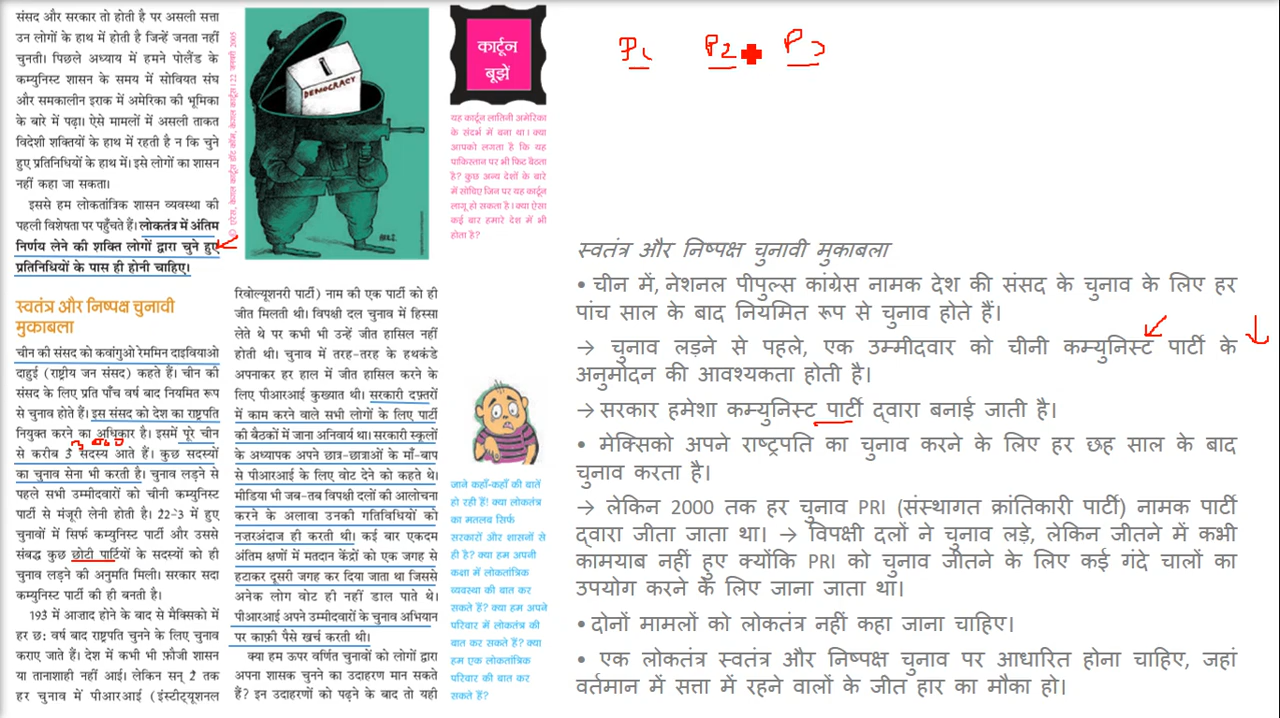 संसद और सरकार तो होती है पर असली सत्ता
उन लोगों के हाथ में होती है जिन्हें जनता नहीं
चुनती। पिछले अध्याय में हमने पोलैंड के
कम्युनिस्ट शासन के समय में सोवियत संघ
और समकालीन इराक में अमेरिका की भूमिका
के बारे में पढ़ा। ऐसे मामलों में असली ताकत
विदेशी शक्तियों के हाथ में रहती है न कि चुने
हुए प्रतिनिधियों के हाथ में। इसे लोगों का शासन
नहीं कहा जा सकता।
इससे हम लोकतांत्रिक शासन व्यवस्था की
पहली विशेषता पर पहुँचते हैं। लोकतंत्र में अंतिम
निर्णय लेने की शक्ति लोगों द्वारा चुने हुए
प्रतिनिधियों के पास ही होनी चाहिए।
स्वतंत्र और निष्पक्ष चुनावी
मुकाबला
चीन की संसद को कवांगुओ रेममिन दाइवियाओ
दाहुई (राष्ट्रीय जन संसद) कहते हैं। चीन की
संसद के लिए प्रति पाँच वर्ष बाद नियमित रूप
से चुनाव होते हैं। इस संसद को देश का राष्ट्रपति
नियुक्त करने का अधिकार है। इसमें पूरे चीन
से करीब 3 सदस्य आते हैं। कुछ सदस्यों
का चुनाव सेना भी करती है। चुनाव लड़ने से
पहले सभी उम्मीदवारों को चीनी कम्युनिस्ट
पार्टी से मंजूरी लेनी होती है। 22-3 में हुए
चुनावों में सिर्फ कम्युनिस्ट पार्टी और उससे
संबद्ध कुछ छोटी पार्टियों के सदस्यों को ही
चुनाव लड़ने की अनुमति मिली। सरकार सदा
कम्युनिस्ट पार्टी की ही बनती है।
193 में आजाद होने के बाद से मैक्सिको में
हर छ: वर्ष बाद राष्ट्रपति चुनने के लिए चुनाव
कराए जाते हैं। देश में कभी भी फ़ौजी शासन
या तानाशाही नहीं आई। लेकिन सन् 2 तक
हर चुनाव में पीआरआई (इंस्टीट्यूशनल
DEMOCRACY
रिवोल्यूशनरी पार्टी) नाम की एक पार्टी को ही
जीत मिलती थी। विपक्षी दल चुनाव में हिस्सा
लेते थे पर कभी भी उन्हें जीत हासिल नहीं
होती थी। चुनाव में तरह-तरह के हथकंडे
अपनाकर हर हाल में जीत हासिल करने के
लिए पीआरआई कुख्यात थी। सरकारी दफ़्तरों
में काम करने वाले सभी लोगों के लिए पार्टी
की बैठकों में जाना अनिवार्य था। सरकारी स्कूलों
के अध्यापक अपने छात्र-छात्राओं के माँ-बाप
से पीआरआई के लिए वोट देने को कहते थे।
मीडिया भी जब-तब विपक्षी दलों की आलोचना
करने के अलावा उनकी गतिविधियों को
नजरअंदाज ही करती थी। कई बार एकदम
अंतिम क्षणों में मतदान केंद्रों को एक जगह से
हटाकर दूसरी जगह कर दिया जाता था जिससे
अनेक लोग वोट ही नहीं डाल पाते थे।
पीआरआई अपने उम्मीदवारों के चुनाव अभियान
पर काफ़ी पैसे खर्च करती थी।
क्या हम ऊपर वर्णित चुनावों को लोगों द्वारा
अपना शासक चुनने का उदाहरण मान सकते
हैं? इन उदाहरणों को पढ़ने के बाद तो यही
कार्टून
बूझें
यह कार्टून लातिनी अमेरिका
के संदर्भ में बना था। क्या
आपको लगता है कि यह
पाकिस्तान पर भी फिट बैठता
है? कुछ अन्य देशों के बारे
में सोचिए जिन पर यह कार्टून
लागू हो सकता है। क्या ऐसा
कई बार हमारे देश में भी
होता है?
जाने कहाँ-कहाँ की बातें
हो रही हैं! क्या लोकतंत्र
का मतलब सिर्फ
सरकारों और शासनों से
ही है? क्या हम अपनी
कक्षा में लोकतांत्रिक
व्यवस्था की बात कर
सकते हैं? क्या हम अपने
परिवार में लोकतंत्र की
बात कर सकते हैं? क्या
हम एक लोकतांत्रिक
परिवार की बात कर
सकते हैं?
P1 P2 P3
स्वतंत्र और निष्पक्ष चुनावी मुकाबला
• चीन में, नेशनल पीपुल्स कांग्रेस नामक देश की संसद के चुनाव के लिए हर
पांच साल के बाद नियमित रूप से चुनाव होते हैं।
→ चुनाव लड़ने से पहले, एक उम्मीदवार को चीनी कम्युनिस्ट पार्टी के
अनुमोदन की आवश्यकता होती है।
→ सरकार हमेशा कम्युनिस्ट पार्टी द्वारा बनाई जाती है।
• मेक्सिको अपने राष्ट्रपति का चुनाव करने के लिए हर छह साल के बाद
चुनाव करता है।
→ लेकिन 2000 तक हर चुनाव PRI (संस्थागत क्रांतिकारी पार्टी) नामक पार्टी
द्वारा जीता जाता था। → विपक्षी दलों ने चुनाव लड़े, लेकिन जीतने में कभी
कामयाब नहीं हुए क्योंकि PRI को चुनाव जीतने के लिए कई गंदे चालों का
उपयोग करने के लिए जाना जाता था।
• दोनों मामलों को लोकतंत्र नहीं कहा जाना चाहिए।
• एक लोकतंत्र स्वतंत्र और निष्पक्ष चुनाव पर आधारित होना चाहिए, जहां
वर्तमान में सत्ता में रहने वालों के जीत हार का मौका हो।